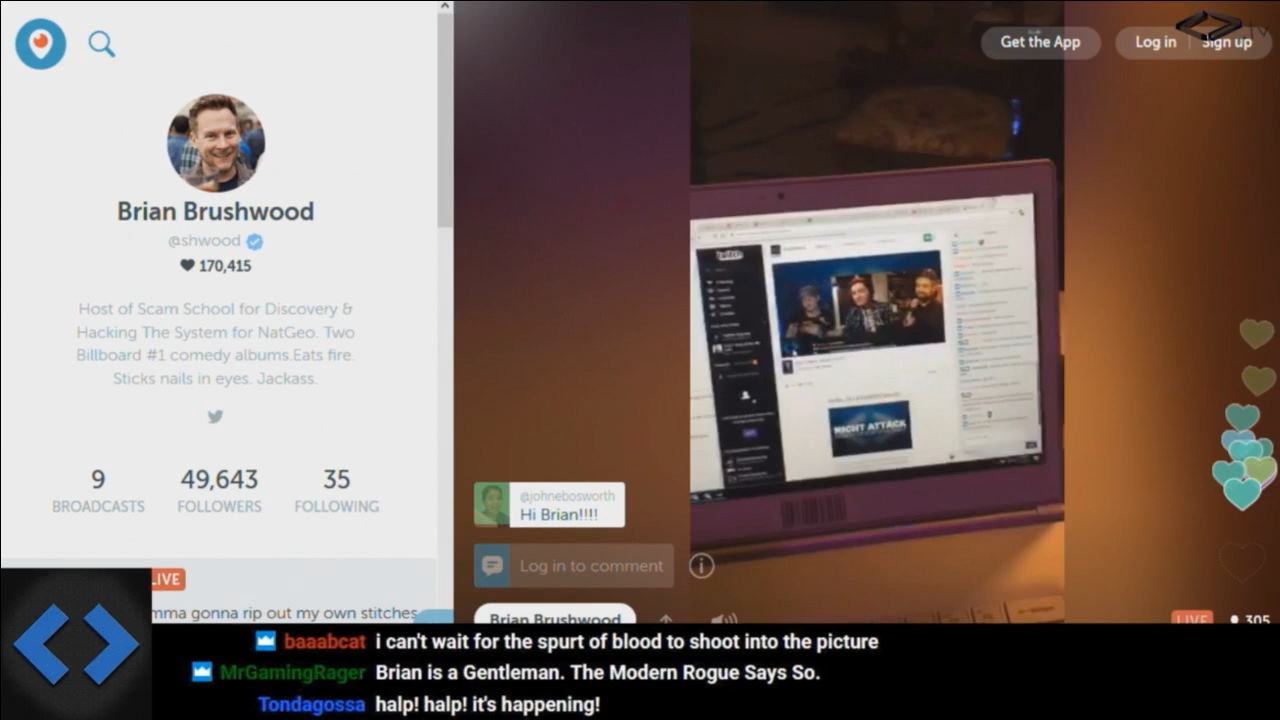 Brian Brushwood
@shwood
170,415
Host of Scam School for Discovery &
Hacking The System for NatGeo. Two
Billboard #1 comedy albums.Eats fire.
Sticks nails in eyes. Jackass.
9
BROADCASTS
49,643
FOLLOWERS
35
FOLLOWING
LIVE
mma gonna rip out my own stitches
Get the App
Log in
Sign up
twitch
NIGHT ATTACK
@johnebosworth
Hi Brian!!!!
Log in to comment
Brian Brushwood
LIVE
305
baaabcat i can't wait for the spurt of blood to shoot into the picture
MrGamingRager Brian is a Gentleman. The Modern Rogue Says So.
Tondagossa halp! halp! it's happening!